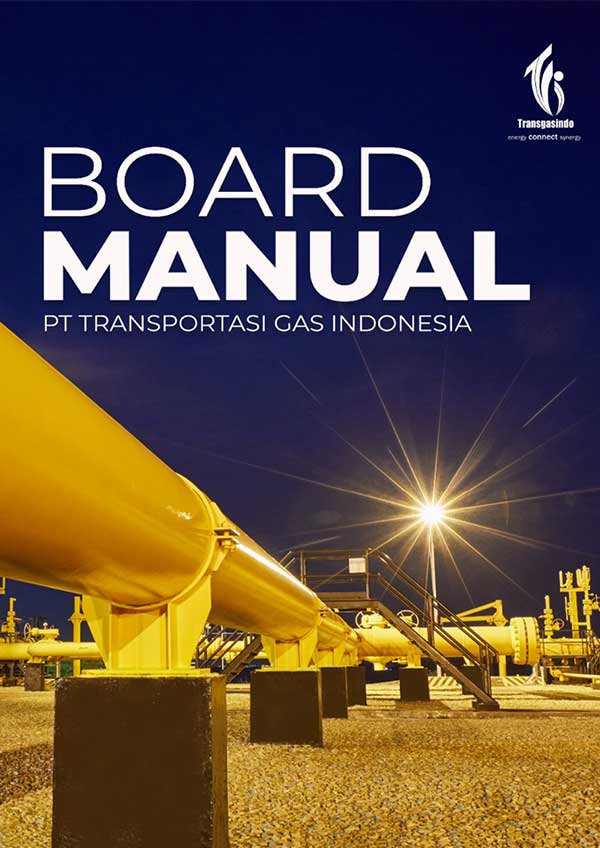 Transgasindo
energy connect synergy
BOARD
MANUAL
PT TRANSPORTASI GAS INDONESIA